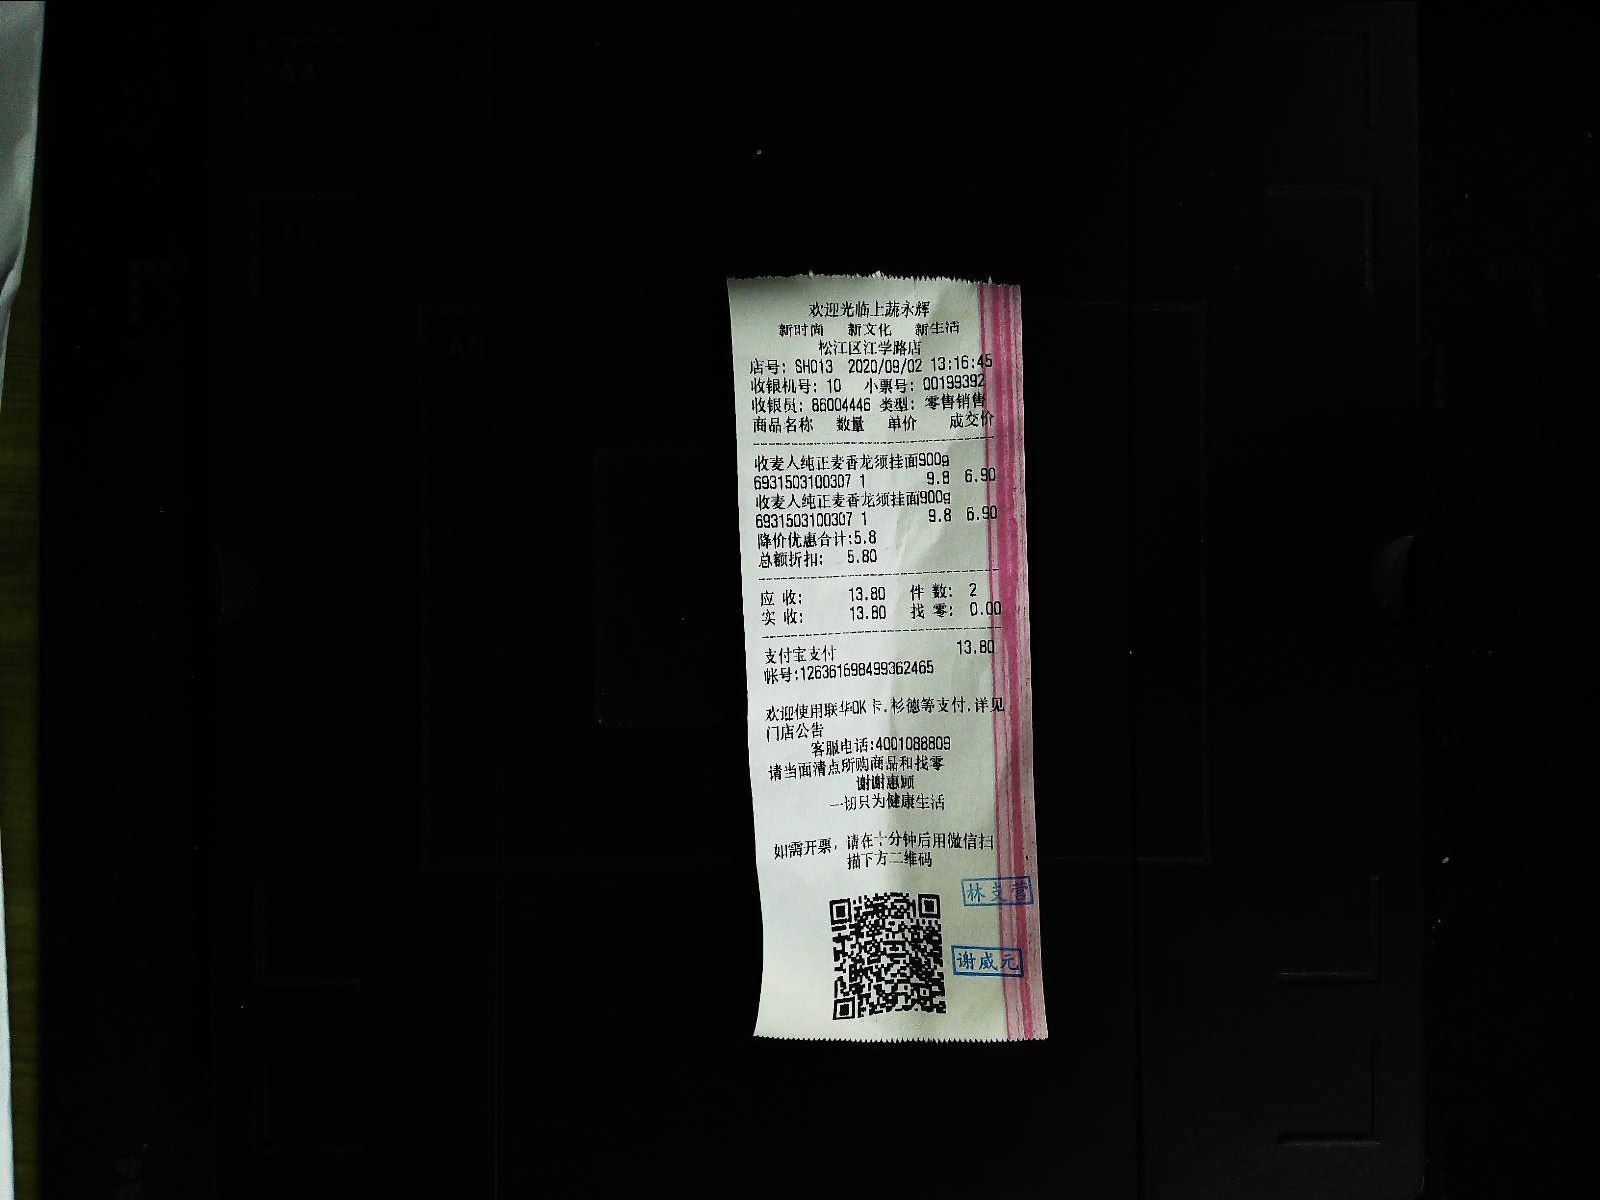 欢迎光临上蔬永辉
新时尚 新文化 新生活
松江区江学路店
店号: SH013 2020/09/02 13:16:45
收银机号: 10 小票号: 00199392
收银员: 86004446 类型: 零售销售
商品名称 数量 单价 成交价
收麦人纯正麦香龙须挂面900g
6931503100307 1 9.8 6.90
收麦人纯正麦香龙须挂面900g
6931503100307 1 9.8 6.90
降价优惠合计:5.8
总额折扣: 5.80
应 收: 13.80 件 数: 2
实 收: 13.80 找 零: 0.00
支付宝支付 13.80
帐号:126361698499362465
欢迎使用联华OK卡,杉德等支付,详见
门店公告
客服电话:4001088809
请当面清点所购商品和找零
谢谢惠顾
一切只为健康生活
如需开票, 请在十分钟后用微信扫
描下方二维码
林支营
谢威元
A4
A5